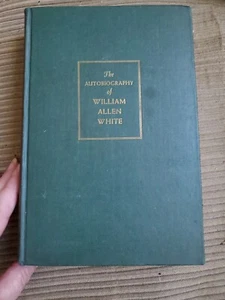 The
AUTOBIOGRAPHY
of
WILLIAM
ALLEN
WHITE